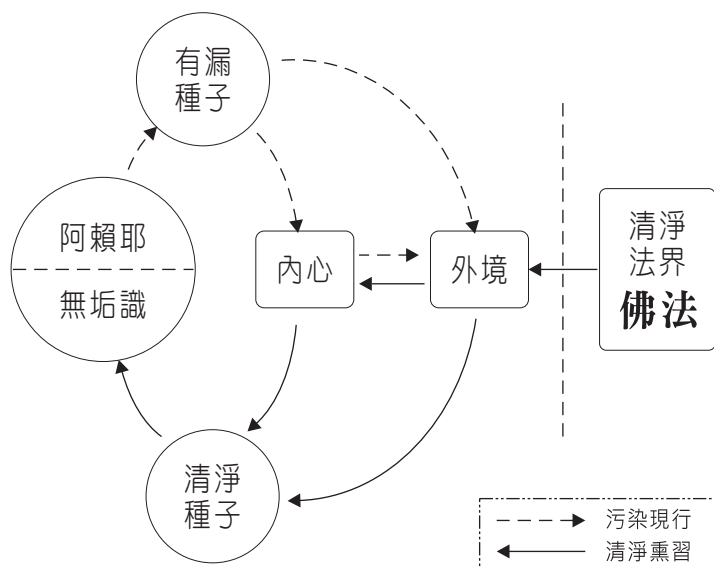 有漏
種子
阿賴耶
無垢識
內心
外境
清淨
法界
佛法
清淨
種子
污染現行
清淨熏習